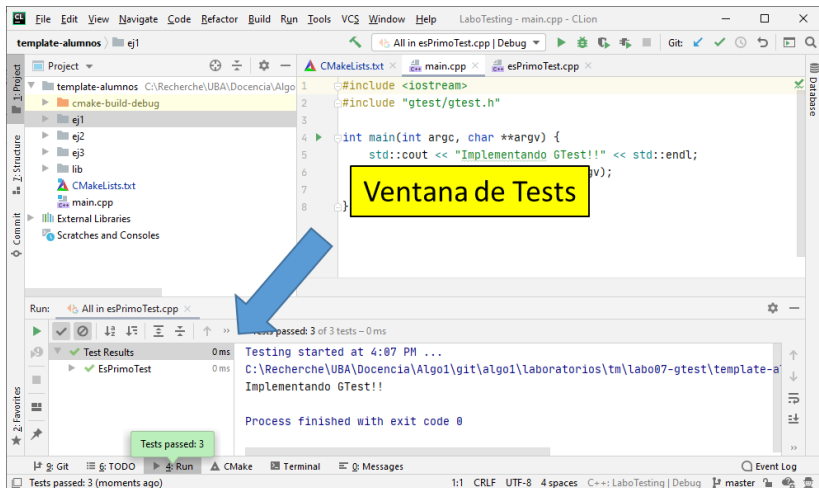 File Edit View Navigate Code Refactor Build Run Tools VCS Window Help LaboTesting - main.cpp - CLion
template-alumnos ej1 All in esPrimoTest.cpp | Debug Git:
Project CMakeLists.txt main.cpp esPrimoTest.cpp
1: Project
7: Structure
Commit
2: Favorites
Database
template-alumnos C:\Recherche\UBA\Docencia\Algo
cmake-build-debug
ej1
ej2
ej3
lib
CMakeLists.txt
main.cpp
External Libraries
Scratches and Consoles
1 #include <iostream>
2 #include "gtest/gtest.h"
3
4 int main(int argc, char **argv) {
5 std::cout << "Implementando GTest!!" << std::endl;
6 gv);
7
8 }
Ventana de Tests
Run: All in esPrimoTest.cpp
passed: 3 of 3 tests – 0 ms
Test Results 0 ms
EsPrimoTest 0 ms
Testing started at 4:07 PM ...
C:\Recherche\UBA\Docencia\Algo1\git\algo1\laboratorios\tm\labo07-gtest\template-a
Implementando GTest!!
Process finished with exit code 0
Tests passed: 3
9: Git 6: TODO 4: Run CMake Terminal 0: Messages Event Log
Tests passed: 3 (moments ago) 1:1 CRLF UTF-8 4 spaces C++: LaboTesting | Debug master